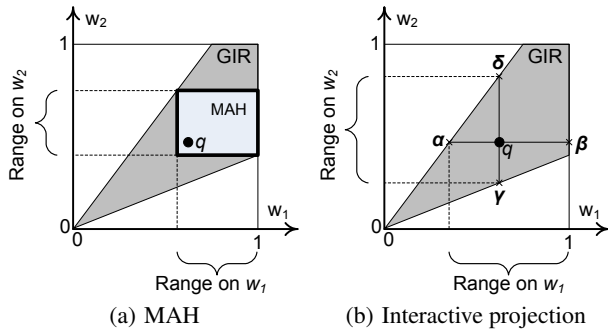 w₂
w₂
1
GIR
1
GIR
δ
Range on w₂
MAH
Range on w₂
q
α
q
β
γ
0
w₁
0
w₁
0
1
0
1
Range on w₁
Range on w₁
(a) MAH
(b) Interactive projection